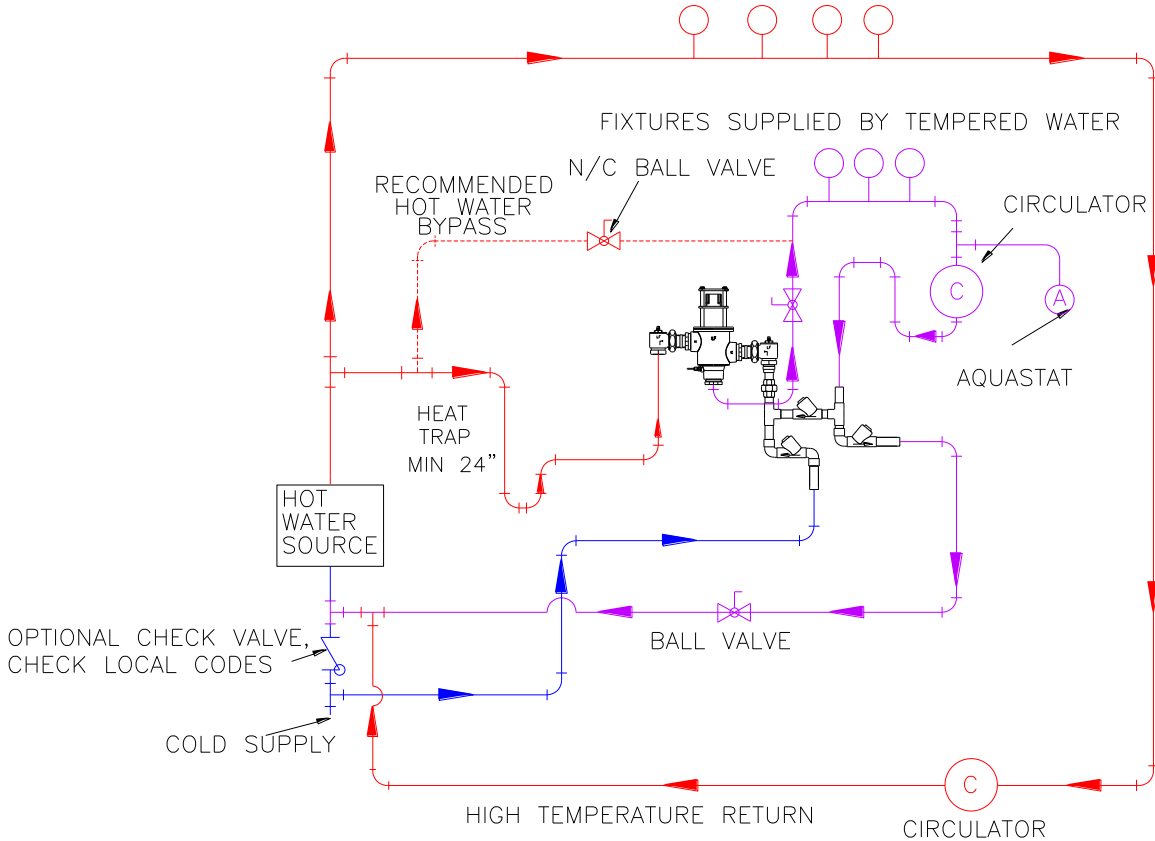 FIXTURES SUPPLIED BY TEMPERED WATER
N/C BALL VALVE
RECOMMENDED
HOT WATER
BYPASS
CIRCULATOR
C
A
AQUASTAT
HEAT
TRAP
MIN 24”
HOT
WATER
SOURCE
OPTIONAL CHECK VALVE,
CHECK LOCAL CODES
BALL VALVE
COLD SUPPLY
C
HIGH TEMPERATURE RETURN
CIRCULATOR